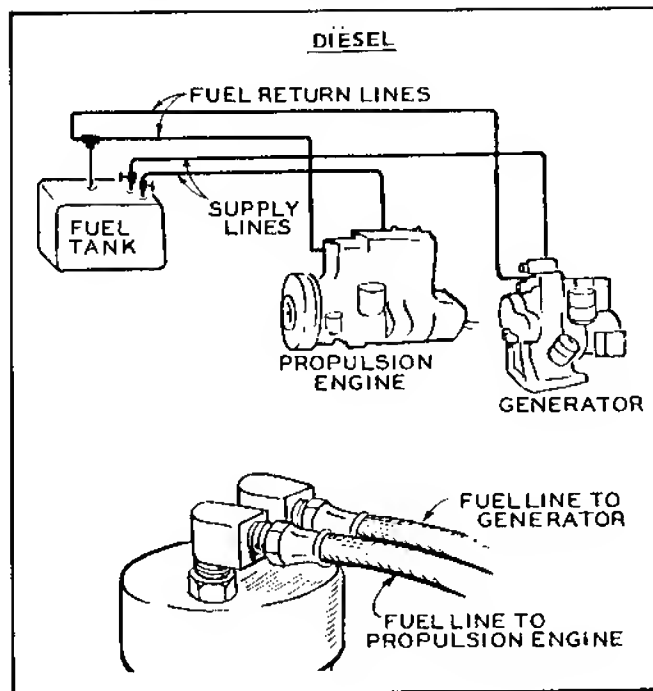 DIESEL
FUEL RETURN LINES
SUPPLY
LINES
FUEL
TANK
PROPULSION
ENGINE
GENERATOR
FUEL LINE TO
GENERATOR
FUEL LINE TO
PROPULSION ENGINE